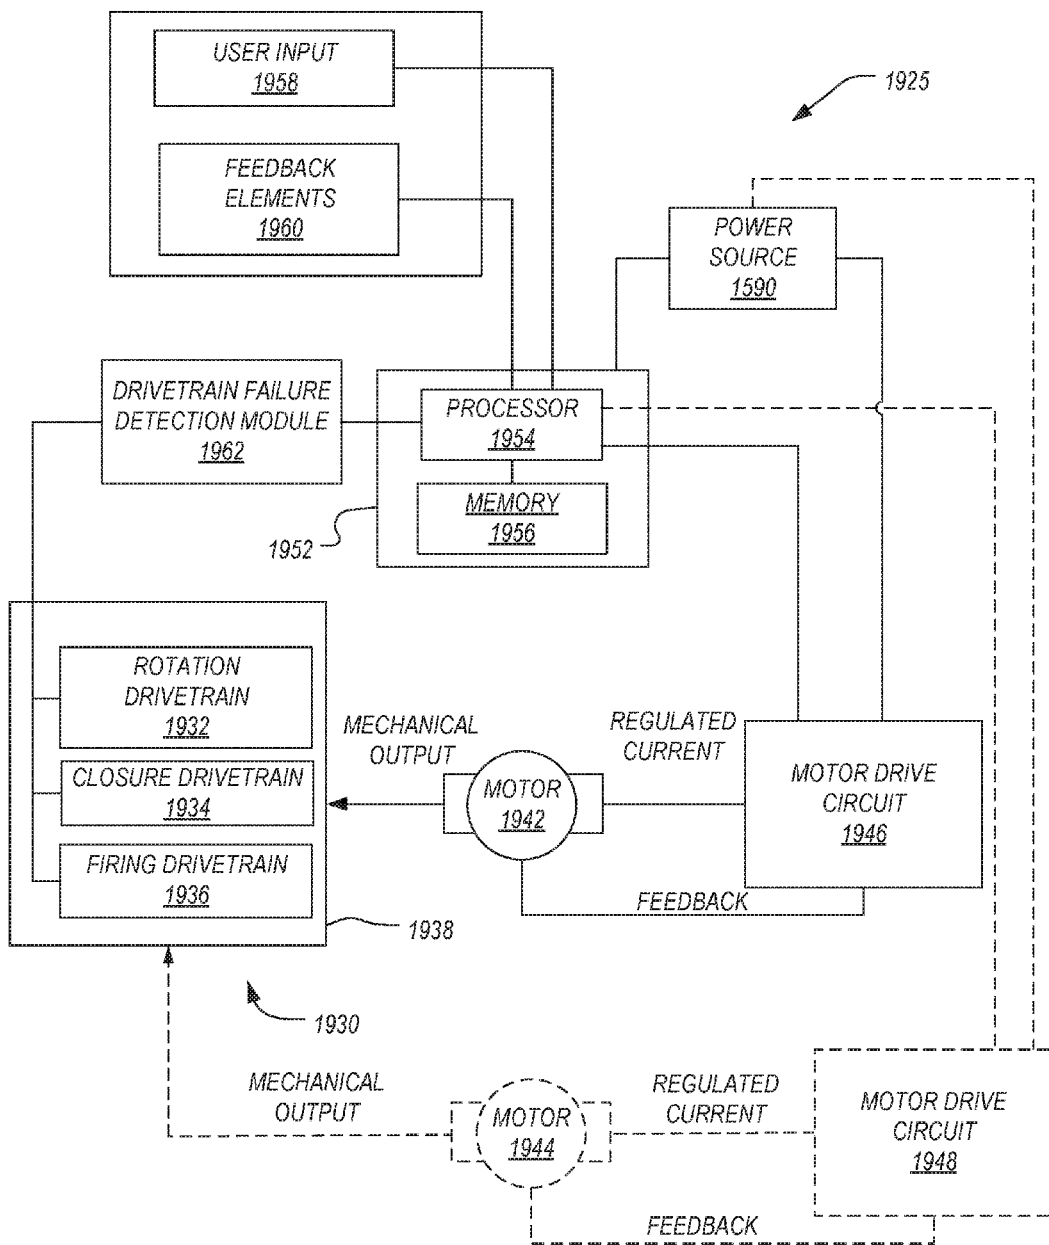 USER INPUT
1958
FEEDBACK
ELEMENTS
1960
1925
POWER
SOURCE
1590
DRIVETRAIN FAILURE
DETECTION MODULE
1962
PROCESSOR
1954
MEMORY
1956
1952
ROTATION
DRIVETRAIN
1932
CLOSURE DRIVETRAIN
1934
FIRING DRIVETRAIN
1936
1938
1930
MECHANICAL
OUTPUT
MOTOR
1942
REGULATED
CURRENT
MOTOR DRIVE
CIRCUIT
1946
FEEDBACK
MECHANICAL
OUTPUT
MOTOR
1944
REGULATED
CURRENT
MOTOR DRIVE
CIRCUIT
1948
FEEDBACK